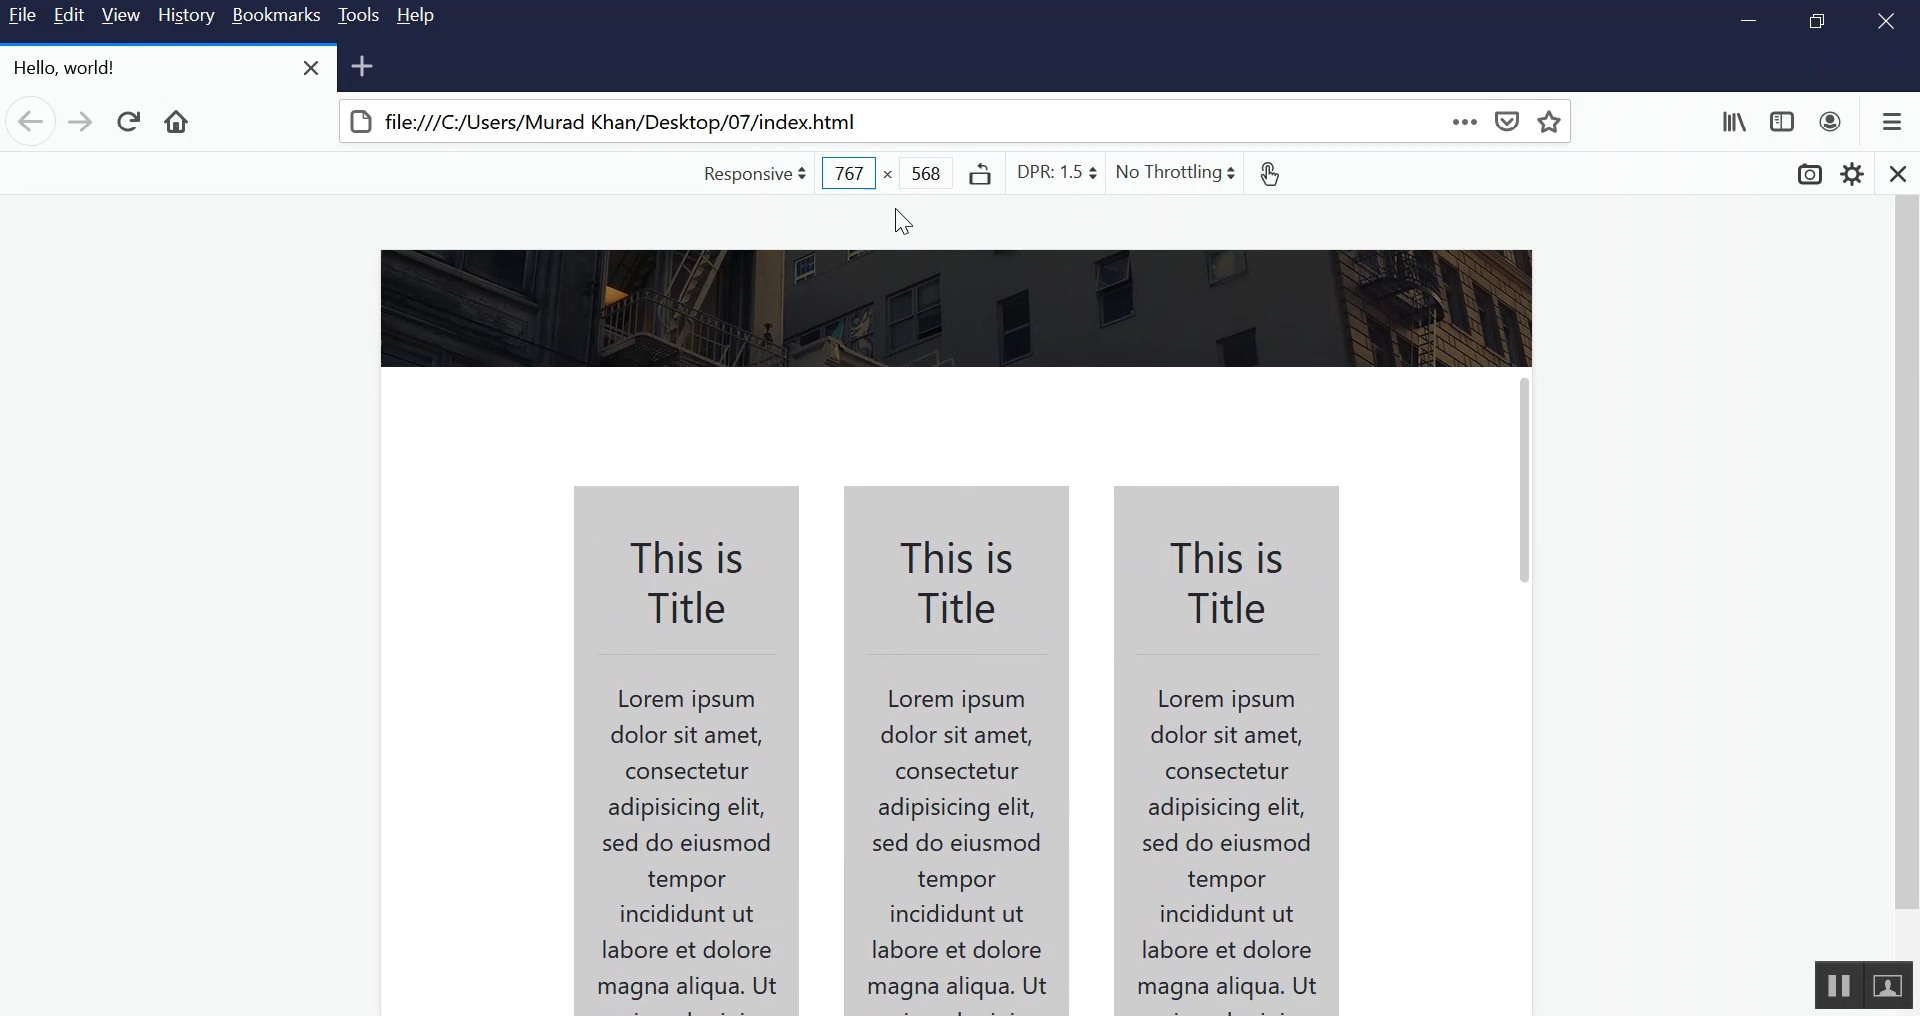 File Edit View History Bookmarks Tools Help
Hello, world!
file:///C:/Users/Murad Khan/Desktop/07/index.html
Responsive 767 × 568 DPR: 1.5 No Throttling
This is
Title
Lorem ipsum
dolor sit amet,
consectetur
adipisicing elit,
sed do eiusmod
tempor
incididunt ut
labore et dolore
magna aliqua. Ut
This is
Title
Lorem ipsum
dolor sit amet,
consectetur
adipisicing elit,
sed do eiusmod
tempor
incididunt ut
labore et dolore
magna aliqua. Ut
This is
Title
Lorem ipsum
dolor sit amet,
consectetur
adipisicing elit,
sed do eiusmod
tempor
incididunt ut
labore et dolore
magna aliqua. Ut